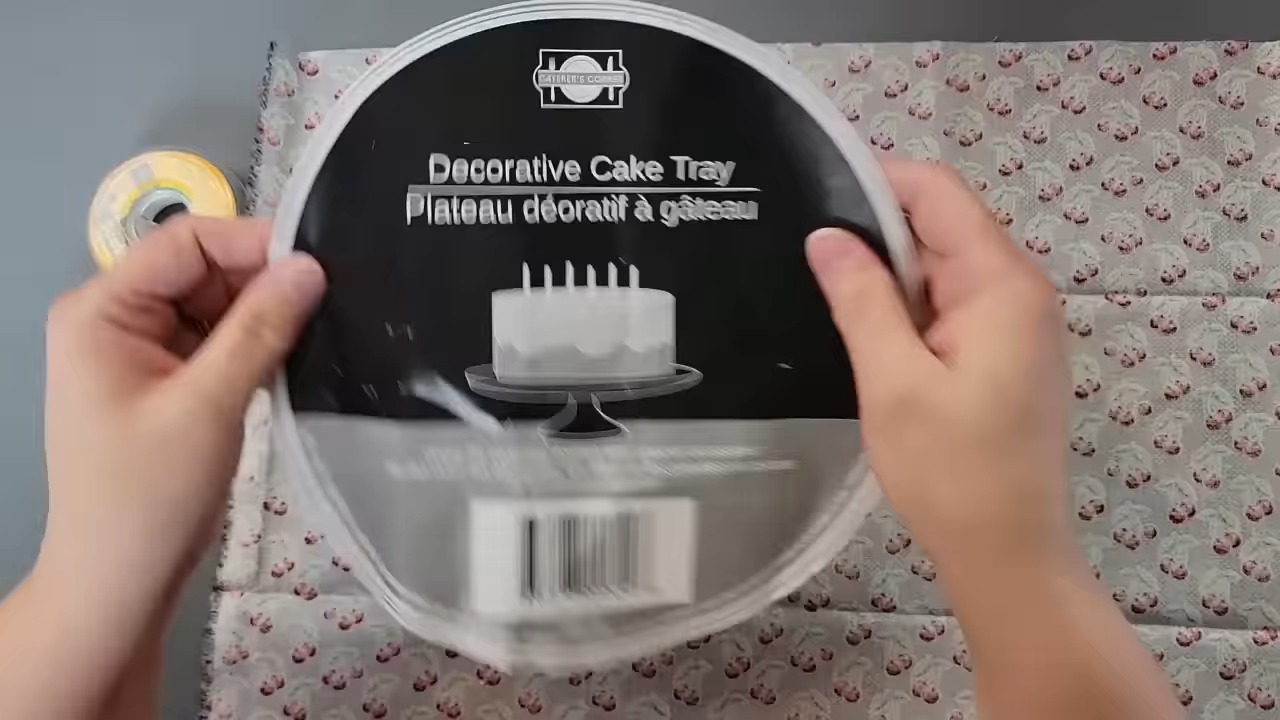 CATERER'S CORNER
Decorative Cake Tray
Plateau déoratif à gâteau